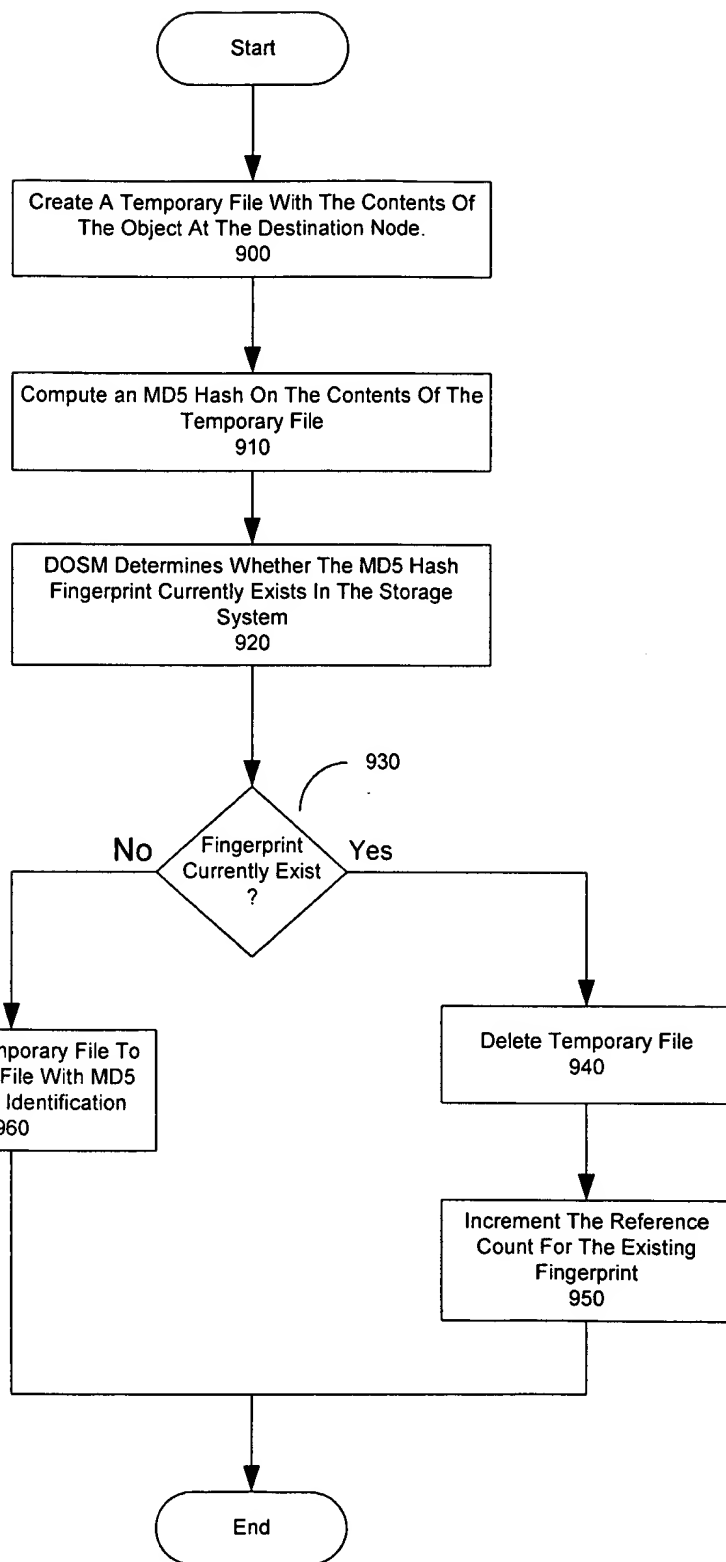 Start
Create A Temporary File With The Contents Of
The Object At The Destination Node.
900
Compute an MD5 Hash On The Contents Of The
Temporary File
910
DOSM Determines Whether The MD5 Hash
Fingerprint Currently Exists In The Storage
System
920
930
No
Fingerprint
Currently Exist
?
Yes
File To
File With MD5
Identification
Delete Temporary File
940
Increment The Reference
Count For The Existing
Fingerprint
950
End